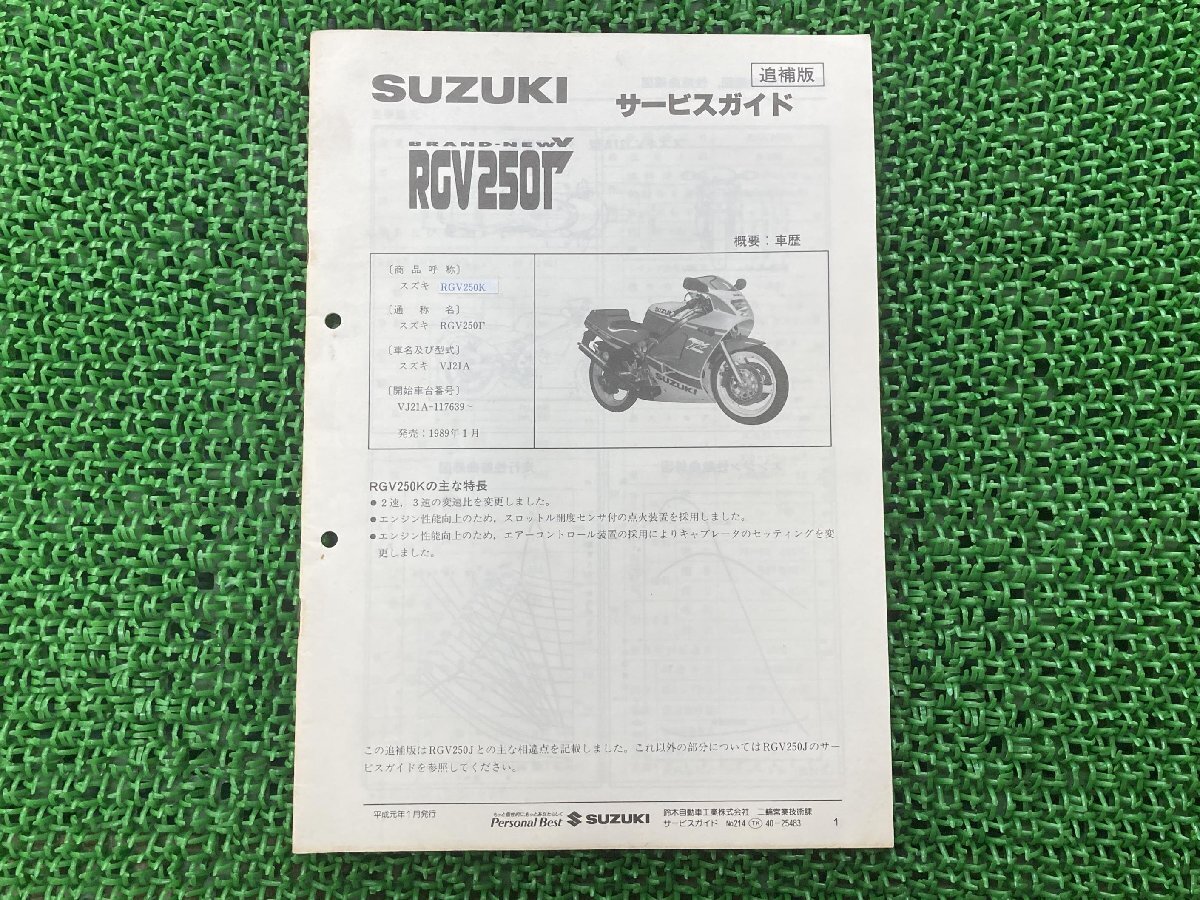 SUZUKI
追補版
サービスガイド
BRAND-NEW V
RGV250Γ
概要：車歴
〔商品呼称〕
スズキ RGV250K
〔通称名〕
スズキ RGV250Γ
〔車名及び型式〕
スズキ VJ21A
〔開始車台番号〕
VJ21A-117639～
発売：1989年1月
SUZUKI
SUZUKI
RGV250Kの主な特長
●2速，3速の変速比を変更しました。
●エンジン性能向上のため，スロットル開度センサ付の点火装置を採用しました。
●エンジン性能向上のため，エアーコントロール装置の採用によりキャブレータのセッティングを変
更しました。
この追補版はRGV250Jとの主な相違点を記載しました。これ以外の部分についてはRGV250Jのサー
ビスガイドを参照してください。
平成元年1月発行
Personal Best SUZUKI
鈴木自動車工業株式会社 二輪営業技術課
サービスガイド No214 TR 40-25483
1